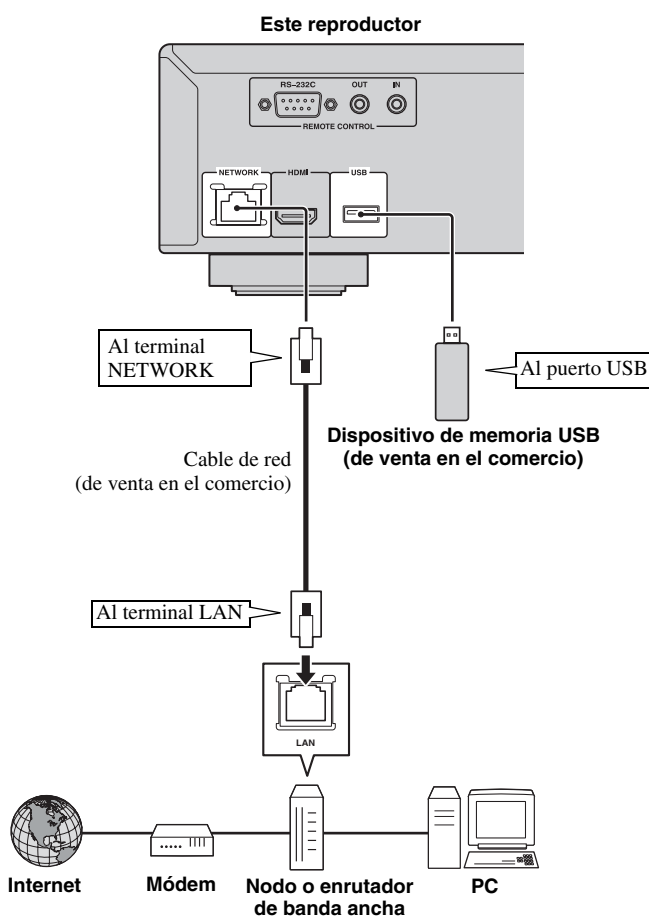 Este reproductor
RS-232C
OUT
IN
REMOTE CONTROL
NETWORK
HDMI
USB
Al terminal
NETWORK
Al puerto USB
Dispositivo de memoria USB
(de venta en el comercio)
Cable de red
(de venta en el comercio)
Al terminal LAN
LAN
Internet
Módem
Nodo o enrutador
de banda ancha
PC